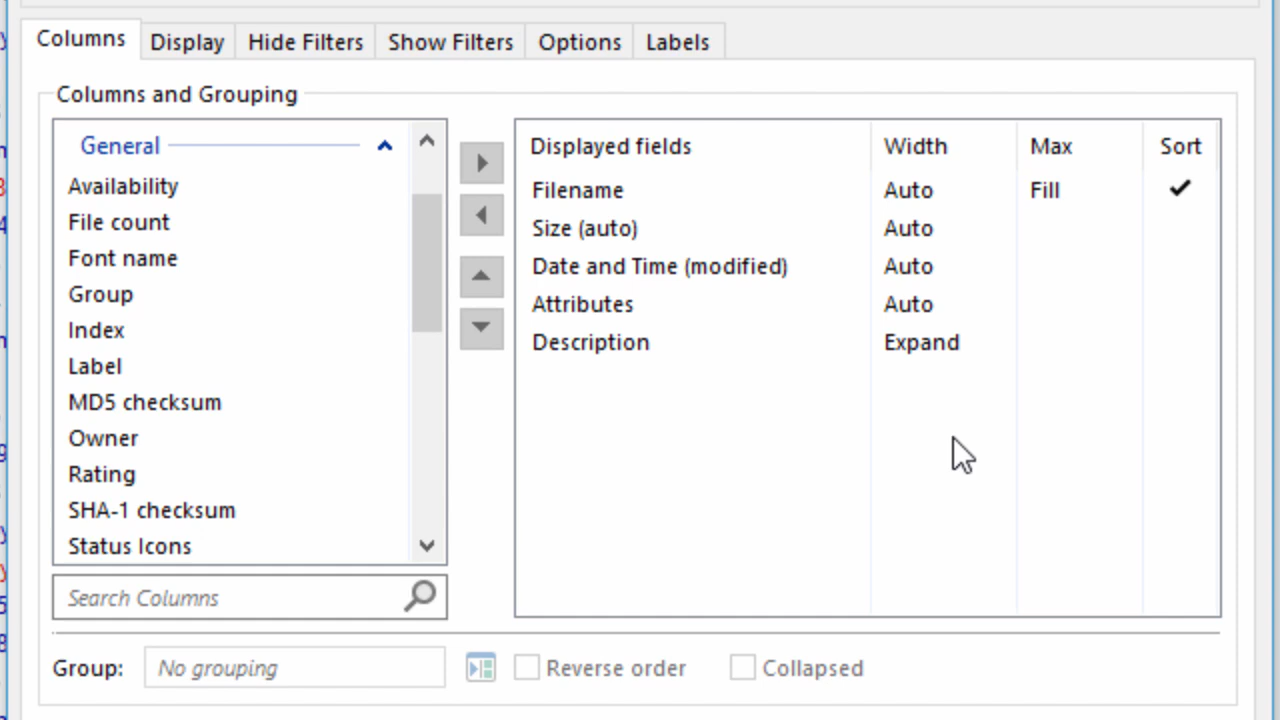 Columns Display Hide Filters Show Filters Options Labels
Columns and Grouping
General
Availability
File count
Font name
Group
Index
Label
MD5 checksum
Owner
Rating
SHA-1 checksum
Status Icons
Search Columns
Displayed fields Width Max Sort
Filename Auto Fill
Size (auto) Auto
Date and Time (modified) Auto
Attributes Auto
Description Expand
Group: No grouping Reverse order Collapsed